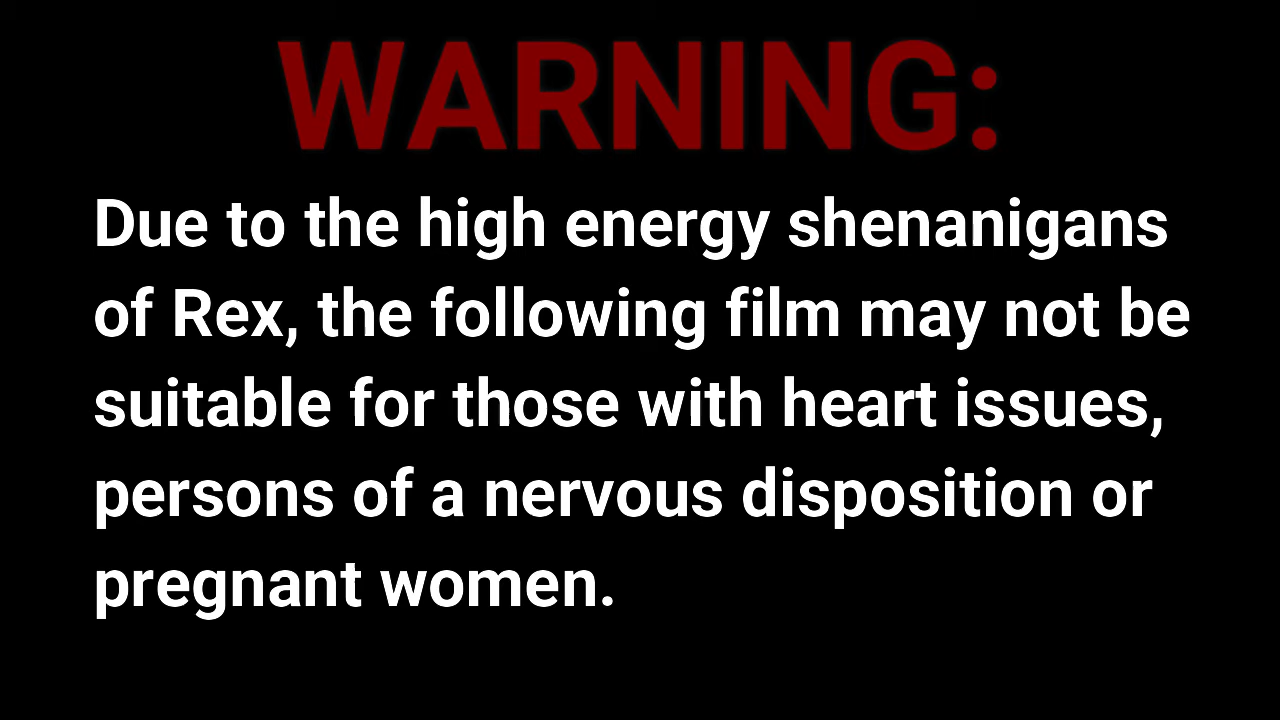 WARNING:
Due to the high energy shenanigans
of Rex, the following film may not be
suitable for those with heart issues,
persons of a nervous disposition or
pregnant women.